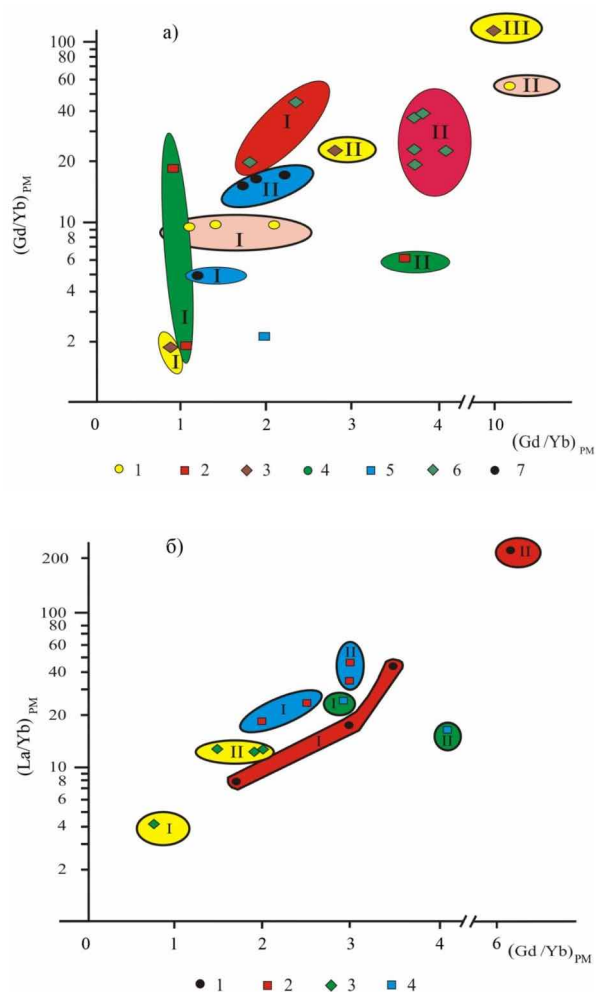 а)
(Gd/Yb)PM
100
80
60
40
20
10
8
6
4
2
III
II
I
II
II
II
I
I
II
I
I
0 1 2 3 4 10
(Gd /Yb)PM
1 2 3 4 5 6 7
б)
(La/Yb)PM
200
100
80
60
40
20
10
8
6
4
2
II
II
I
I
II
I
II
I
0 1 2 3 4 6
(Gd /Yb)PM
1 2 3 4